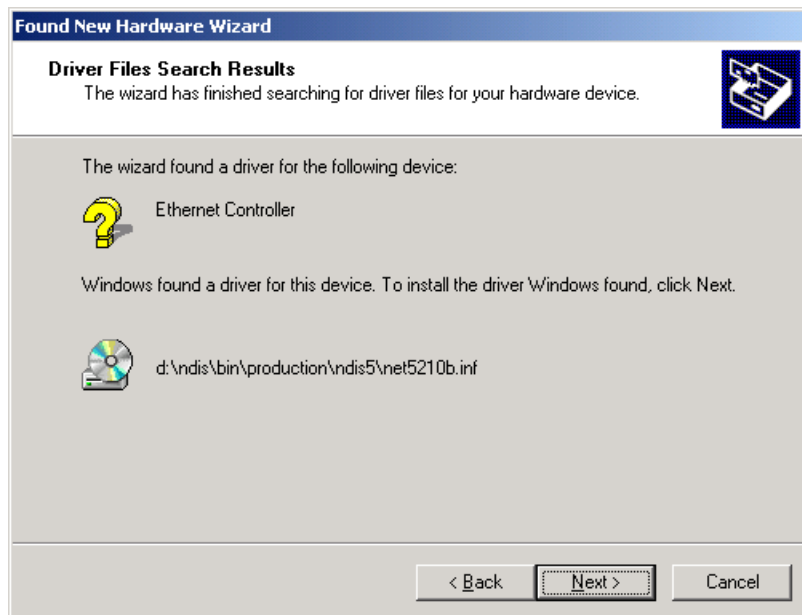 Found New Hardware Wizard
Driver Files Search Results
The wizard has finished searching for driver files for your hardware device.
The wizard found a driver for the following device:
Ethernet Controller
Windows found a driver for this device. To install the driver Windows found, click Next.
d:\ndis\bin\production\ndis5\net5210b.inf
< Back Next > Cancel